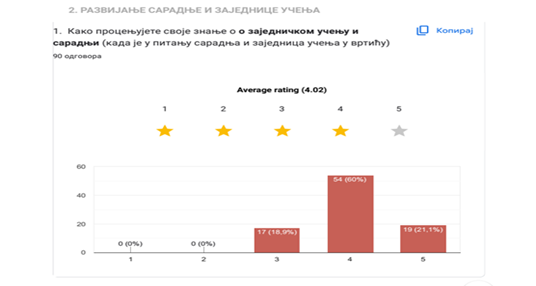 2. РАЗВИЈАЊЕ САРАДЊЕ И ЗАЈЕДНИЦЕ УЧЕЊА
1. Како процењујете своје знање о о заједничком учењу и
сарадњи (када је у питању сарадња и заједница учења у вртићу)
Копирај
90 одговора
Average rating (4.02)
1 2 3 4 5
60
40
20
0
0 (0%) 0 (0%) 17 (18,9%) 54 (60%) 19 (21,1%)
1 2 3 4 5